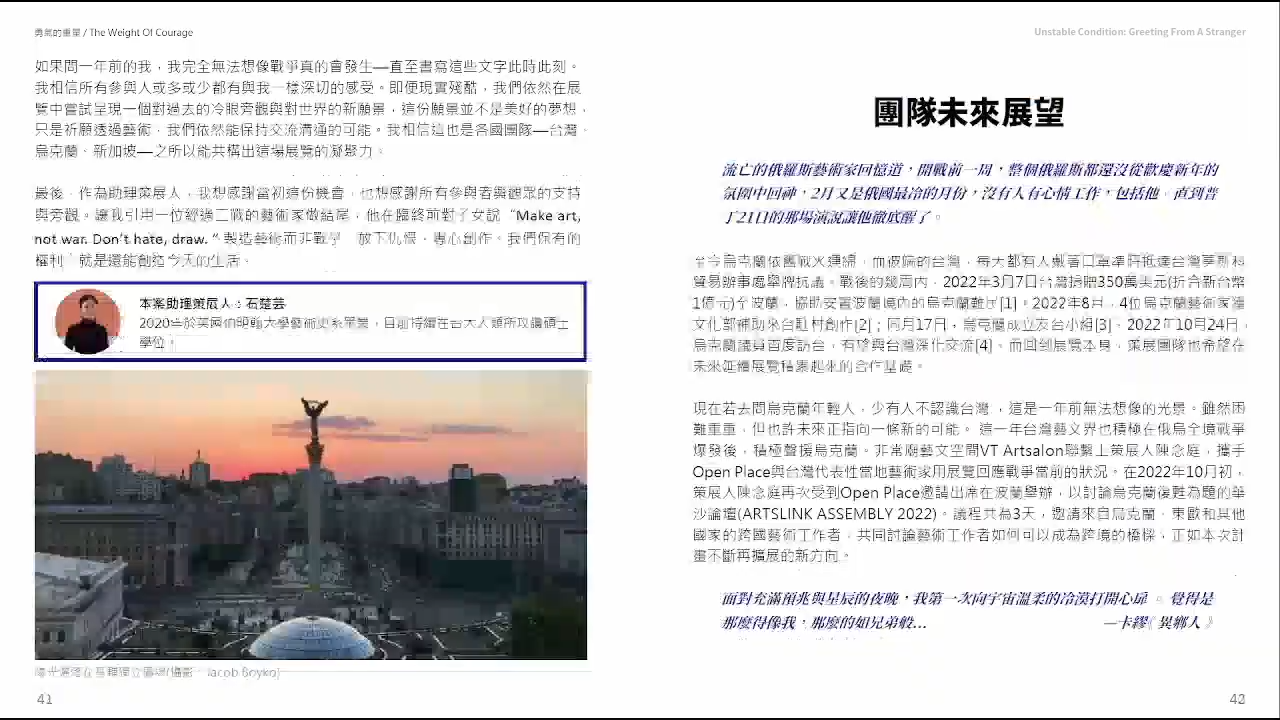 勇氣的重量 / The Weight Of Courage
如果問一年前的我，我完全無法想像戰爭真的會發生—直至書寫這些文字此時此刻。
我相信所有參與人或多或少都有與我一樣深切的感受。即便現實殘酷，我們依然在展
覽中嘗試呈現一個對過去的冷眼旁觀與對世界的新願景，這份願景並不是美好的夢想，
只是祈願透過藝術，我們依然能保持交流溝通的可能。我相信這也是各國團隊—台灣、
烏克蘭、新加坡—之所以能共構出這場展覽的凝聚力。
最後，作為助理策展人，我想感謝當初這份機會，也想感謝所有參與者與觀眾的支持
與旁觀。讓我引用一位經過二戰的藝術家做結尾，他在臨終前對子女說“Make art,
not war. Don't hate, draw.“ 製造藝術而非戰爭，放下仇恨，專心創作。我們保有的
權利，就是還能創造今天的生活。
本案助理策展人：石楚芸
2020年於英國伯明翰大學藝術史系畢業，目前持續在台大人類所攻讀碩士
學位。
Jacob Boyko)
41
Unstable Condition: Greeting From A Stranger
團隊未來展望
流亡的俄羅斯藝術家回憶道，開戰前一周，整個俄羅斯都還沒從歡慶新年的
氛圍中回神，2月又是俄國最冷的月份，沒有人有心情工作，包括他，直到普
丁21日的那場演說讓他徹底醒了。
至今烏克蘭依舊戰火連綿，而彼端的台灣，每天都有人戴著口罩準時抵達台灣莫斯科
貿易辦事處舉牌抗議。戰後的幾周內，2022年3月7日台灣捐贈350萬美元(折合新台幣
1億元)予波蘭，協助安置波蘭境內的烏克蘭難民[1]。2022年8月，4位烏克蘭藝術家獲
文化部補助來台駐村創作[2]；同月17日，烏克蘭成立友台小組[3]。2022年10月24日，
烏克蘭議員首度訪台，有望與台灣深化交流[4]。而回到展覽本身，策展團隊也希望在
未來延續展覽積累起來的合作基礎。
現在若去問烏克蘭年輕人，少有人不認識台灣，這是一年前無法想像的光景。雖然困
難重重，但也許未來正指向一條新的可能。 這一年台灣藝文界也積極在俄烏全境戰爭
爆發後，積極聲援烏克蘭。非常廟藝文空間VT Artsalon聯繫上策展人陳念庭，攜手
Open Place與台灣代表性當地藝術家用展覽回應戰爭當前的狀況。在2022年10月初，
策展人陳念庭再次受到Open Place邀請出席在波蘭舉辦，以討論烏克蘭復甦為題的華
沙論壇(ARTSLINK ASSEMBLY 2022)。議程共為3天，邀請來自烏克蘭、東歐和其他
國家的跨國藝術工作者，共同討論藝術工作者如何可以成為跨境的橋樑，正如本次計
畫不斷再擴展的新方向。
面對充滿預兆與星辰的夜晚，我第一次向宇宙溫柔的冷漠打開心扉 。覺得是
那麼得像我，那麼的如兄弟般... —卡繆《異鄉人》
42